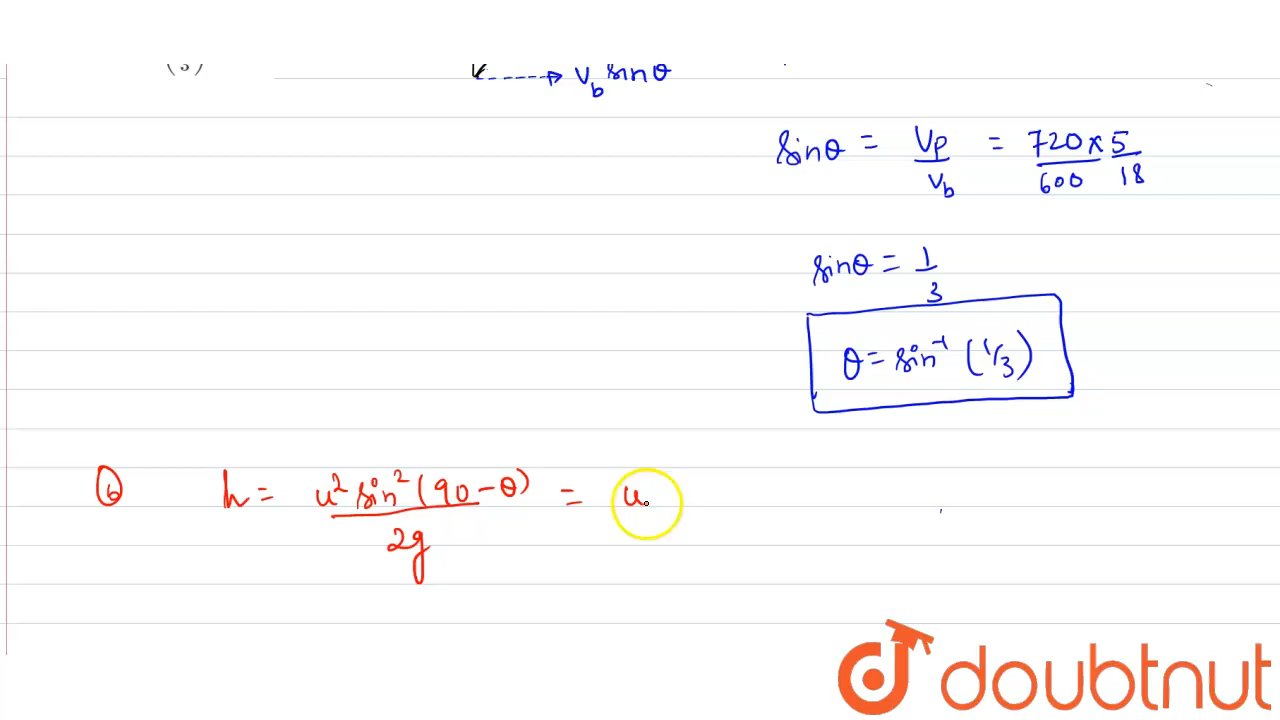 (3)
V_b sinθ
sinθ = V_p / V_b = 720 × 5 / 600 18
sinθ = 1/3
θ = sin⁻¹ (1/3)
(b) h = u² sin² (90 - θ) / 2g = u
doubtnut